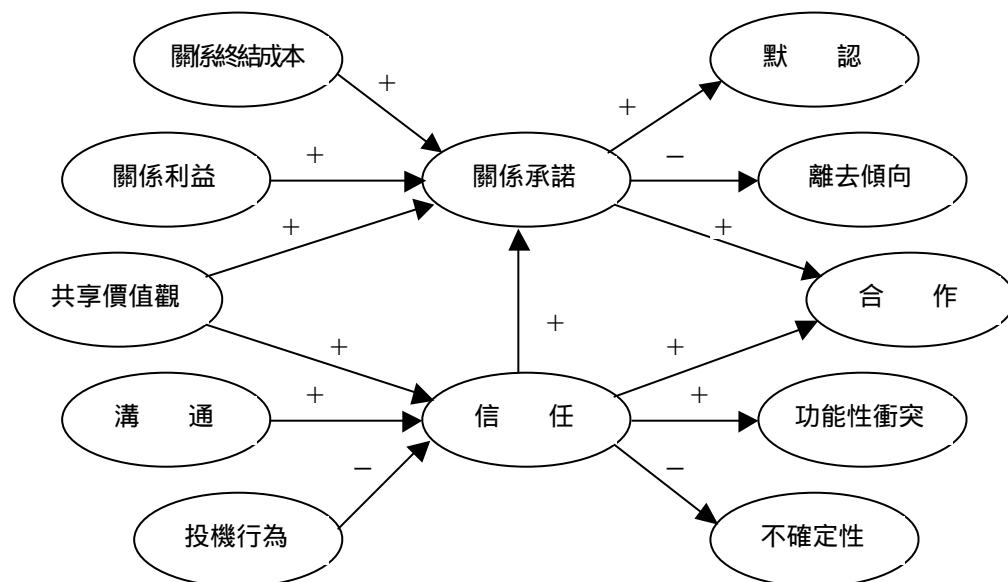 關係終結成本
默 認
+
+
關係利益
+
關係承諾
−
離去傾向
+
+
共享價值觀
合 作
+
+
+
溝 通
+
信 任
+
功能性衝突
−
−
投機行為
不確定性